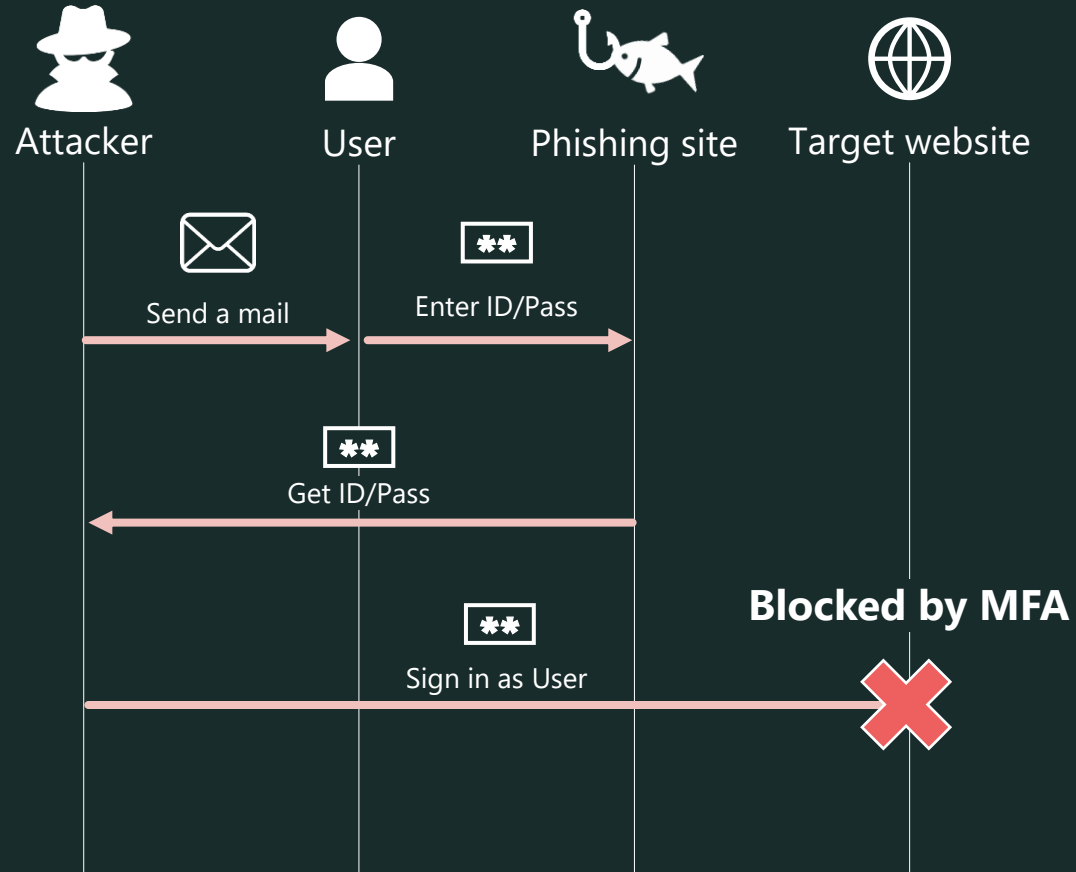 Attacker
User
Phishing site
Target website
**
Send a mail
Enter ID/Pass
**
Get ID/Pass
Blocked by MFA
**
Sign in as User